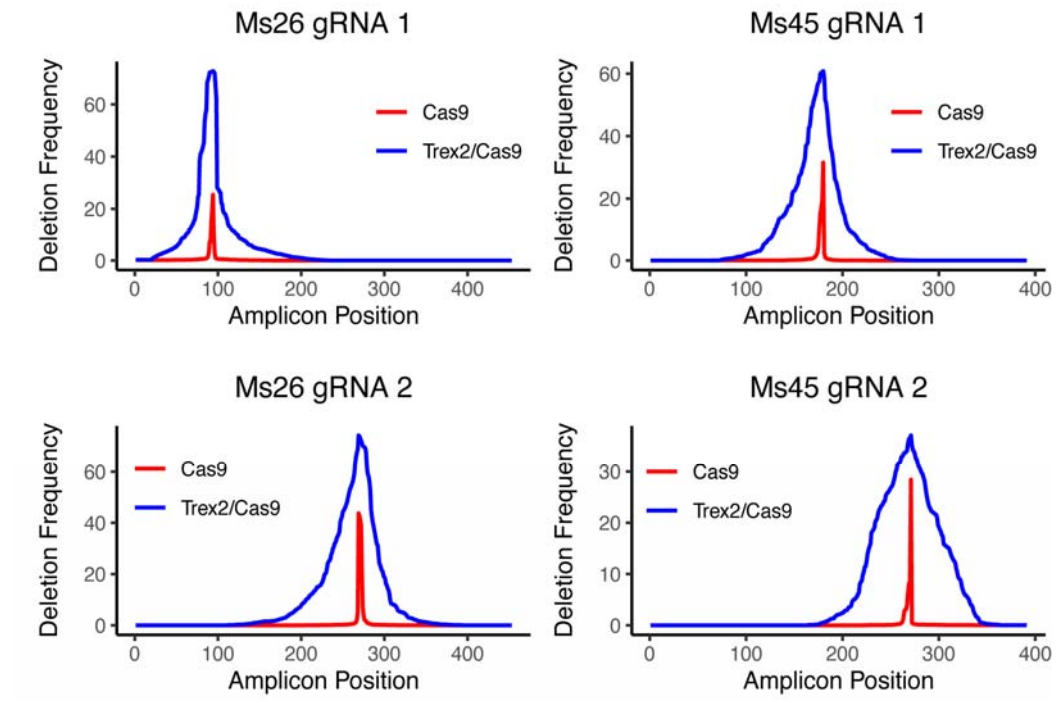 Ms26 gRNA 1
Deletion Frequency
60
40
20
0
Cas9
Trex2/Cas9
0 100 200 300 400
Amplicon Position
Ms45 gRNA 1
Deletion Frequency
60
40
20
0
Cas9
Trex2/Cas9
0 100 200 300 400
Amplicon Position
Ms26 gRNA 2
Deletion Frequency
60
40
20
0
Cas9
Trex2/Cas9
0 100 200 300 400
Amplicon Position
Ms45 gRNA 2
Deletion Frequency
30
20
10
0
Cas9
Trex2/Cas9
0 100 200 300 400
Amplicon Position